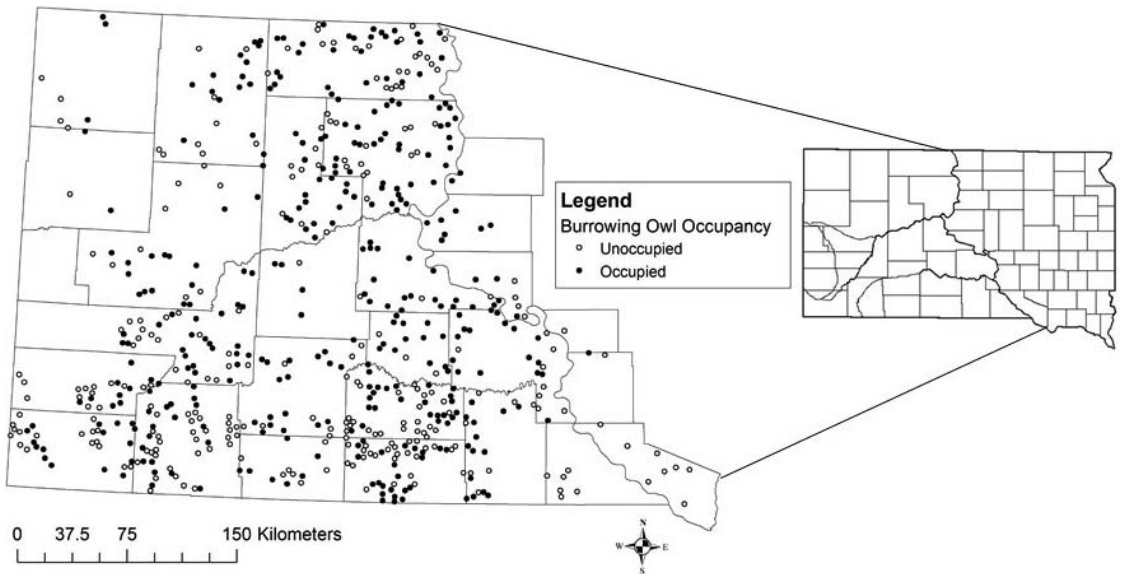 Legend
Burrowing Owl Occupancy
Unoccupied
Occupied
0 37.5 75 150 Kilometers
N
W E
S